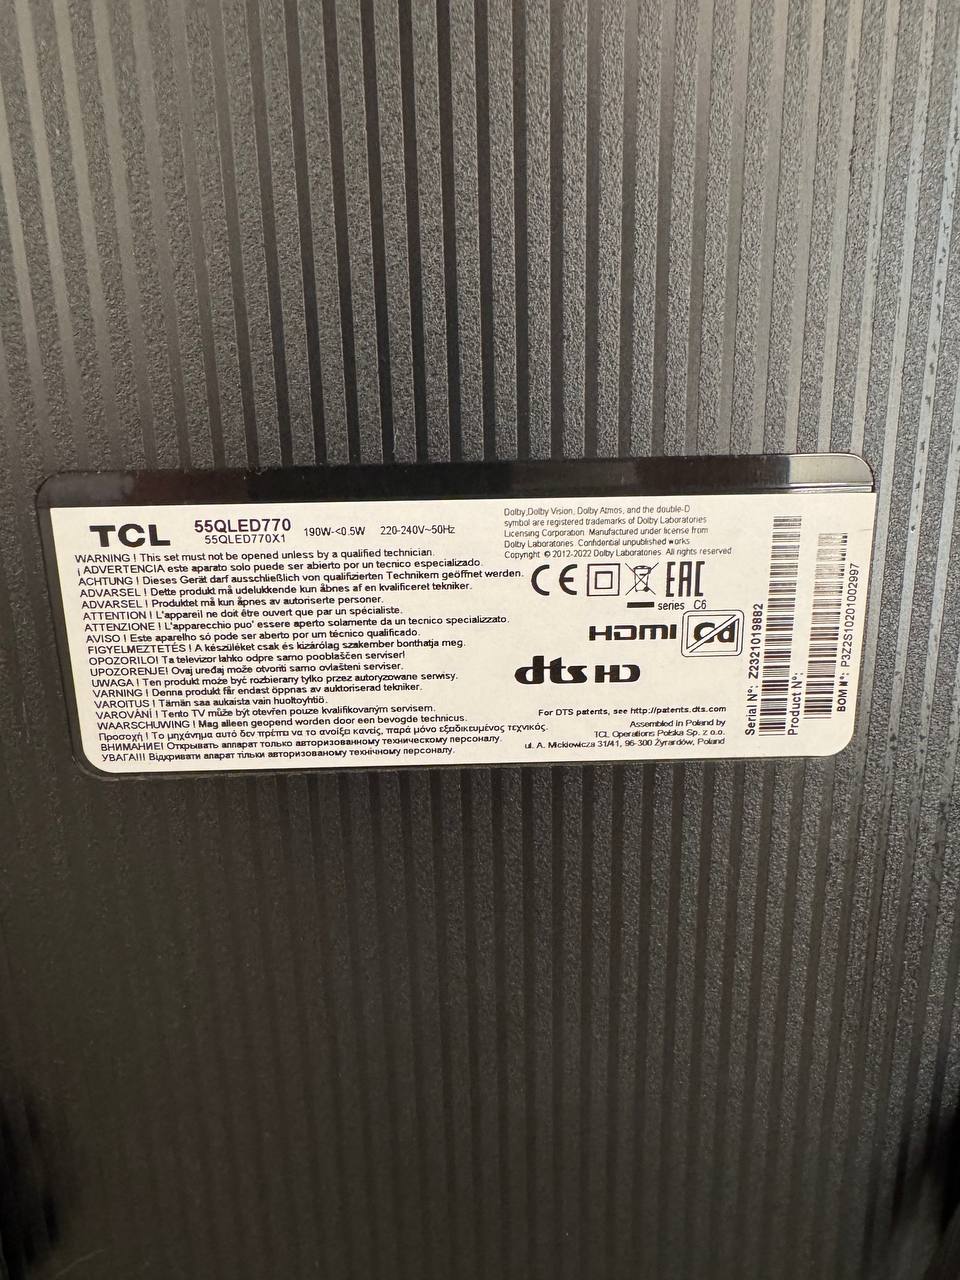 TCL
55QLED770
55QLED770X1
190W-<0.5W 220-240V~50Hz
WARNING ! This set must not be opened unless by a qualified technician.
¡ ADVERTENCIA este aparato solo puede ser abierto por un tecnico especializado.
ACHTUNG ! Dieses Gerät darf ausschließlich von qualifizierten Technikern geöffnet werden.
ADVARSEL ! Dette produkt må udelukkende kun åbnes af en kvalificeret tekniker.
ADVARSEL ! Produktet må kun åpnes av autoriserte personer.
ATTENTION ! L'appareil ne doit être ouvert que par un spécialiste.
ATTENZIONE ! L'apparecchio puo' essere aperto solamente da un tecnico specializzato.
AVISO ! Este aparelho só pode ser aberto por um técnico qualificado.
FIGYELMEZTETÉS ! A készüléket csak és kizárólag szakember bonthatja meg.
OPOZORILO! Ta televizor lahko odpre samo pooblaščen serviser!
UPOZORENJE! Ovaj uređaj može otvoriti samo ovlašteni serviser.
UWAGA ! Ten produkt może być rozbierany tylko przez autoryzowane serwisy.
VARNING ! Denna produkt får endast öppnas av auktoriserad tekniker.
VAROITUS ! Tämän saa aukaista vain huoltoyhtiö.
VAROVÁNÍ ! Tento TV může být otevřen pouze kvalifikovaným servisem.
WAARSCHUWING ! Mag alleen geopend worden door een bevoegde technicus.
Προσοχή ! Το μηχάνημα αυτό δεν πρέπει να το ανοίξει κανείς, παρά μόνο εξειδικευμένος τεχνικός.
ВНИМАНИЕ! Открывать аппарат только авторизованному техническому персоналу.
УВАГА!!! Відкривати апарат тільки авторизованому технічному персоналу.
Dolby,Dolby Vision, Dolby Atmos, and the double-D
symbol are registered trademarks of Dolby Laboratories
Licensing Corporation. Manufactured under license from
Dolby Laboratories. Confidential unpublished works
Copyright © 2012-2022 Dolby Laboratories. All rights reserved
CE EAC
series C6
HDMI Cd
dts HD
For DTS patents, see http://patents.dts.com
Assembled in Poland by
TCL Operations Polska Sp. z o.o.
ul. A. Mickiewicza 31/41, 96-300 Żyrardów, Poland
Serial Nº: Z2321019882
Product Nº:
BOM Nº: P3Z2S10201002997